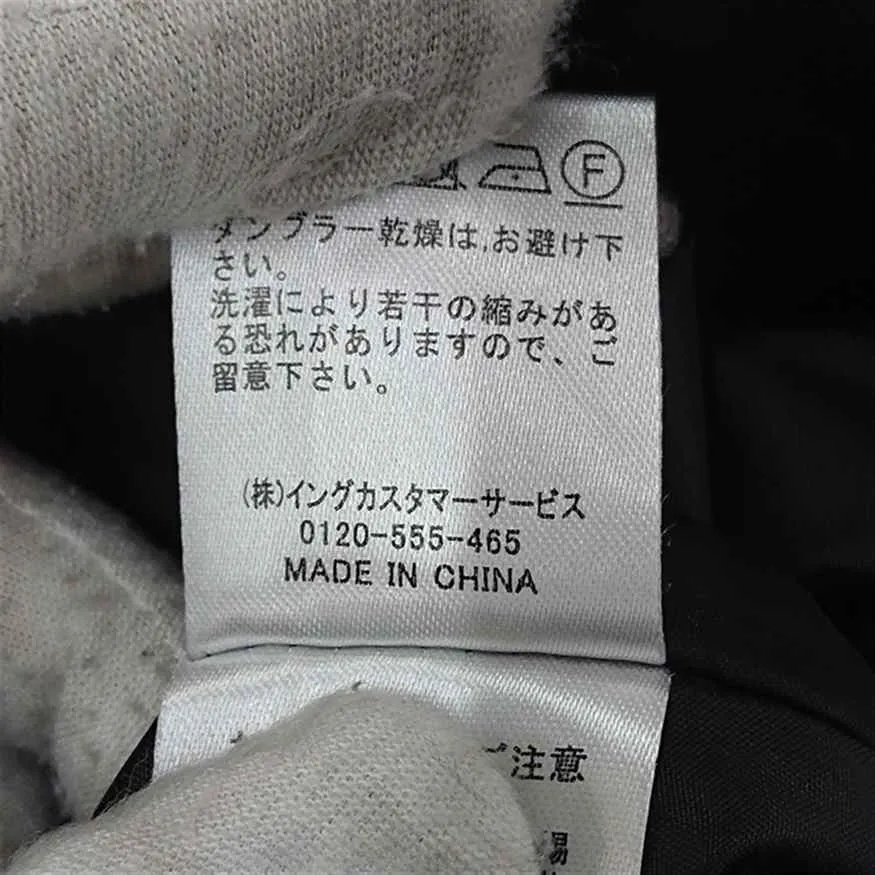 F
タンブラー乾燥は、お避け下
さい。
洗濯により若干の縮みがあ
る恐れがありますので、ご
留意下さい。
(株)イングカスタマーサービス
0120-555-465
MADE IN CHINA
ご注意
易